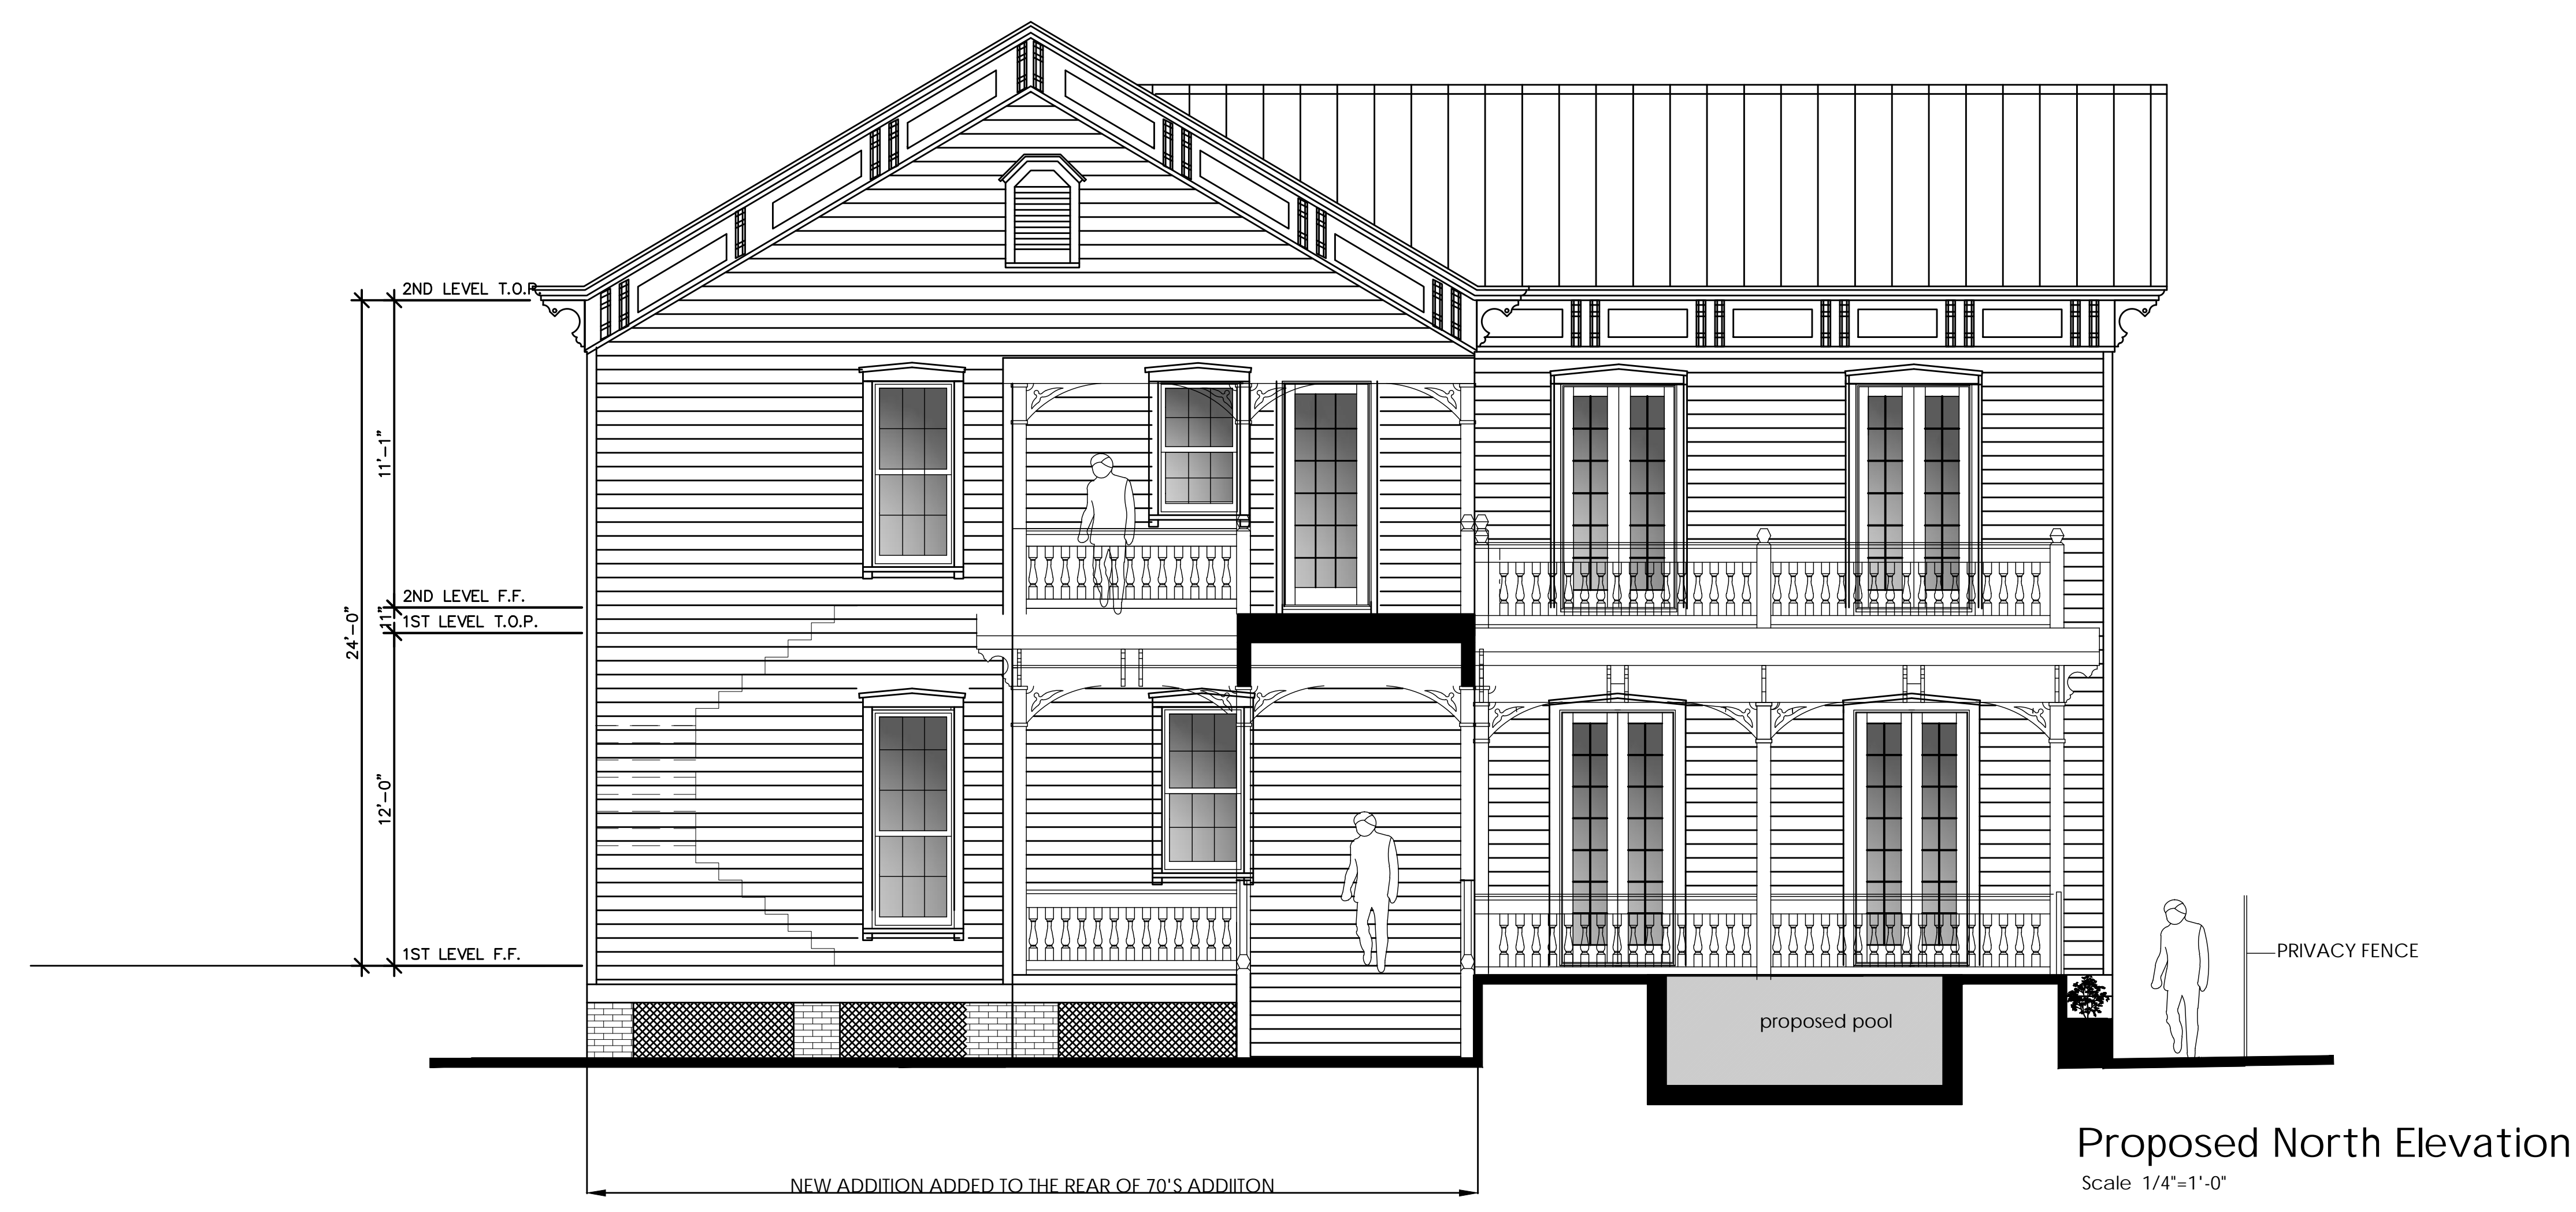 2ND LEVEL T.O.P.
11'-1"
2ND LEVEL F.F.
11"
1ST LEVEL T.O.P.
24'-0"
12'-0"
1ST LEVEL F.F.
PRIVACY FENCE
proposed pool
Proposed North Elevation
Scale 1/4"=1'-0"
NEW ADDITION ADDED TO THE REAR OF 70'S ADDIITON